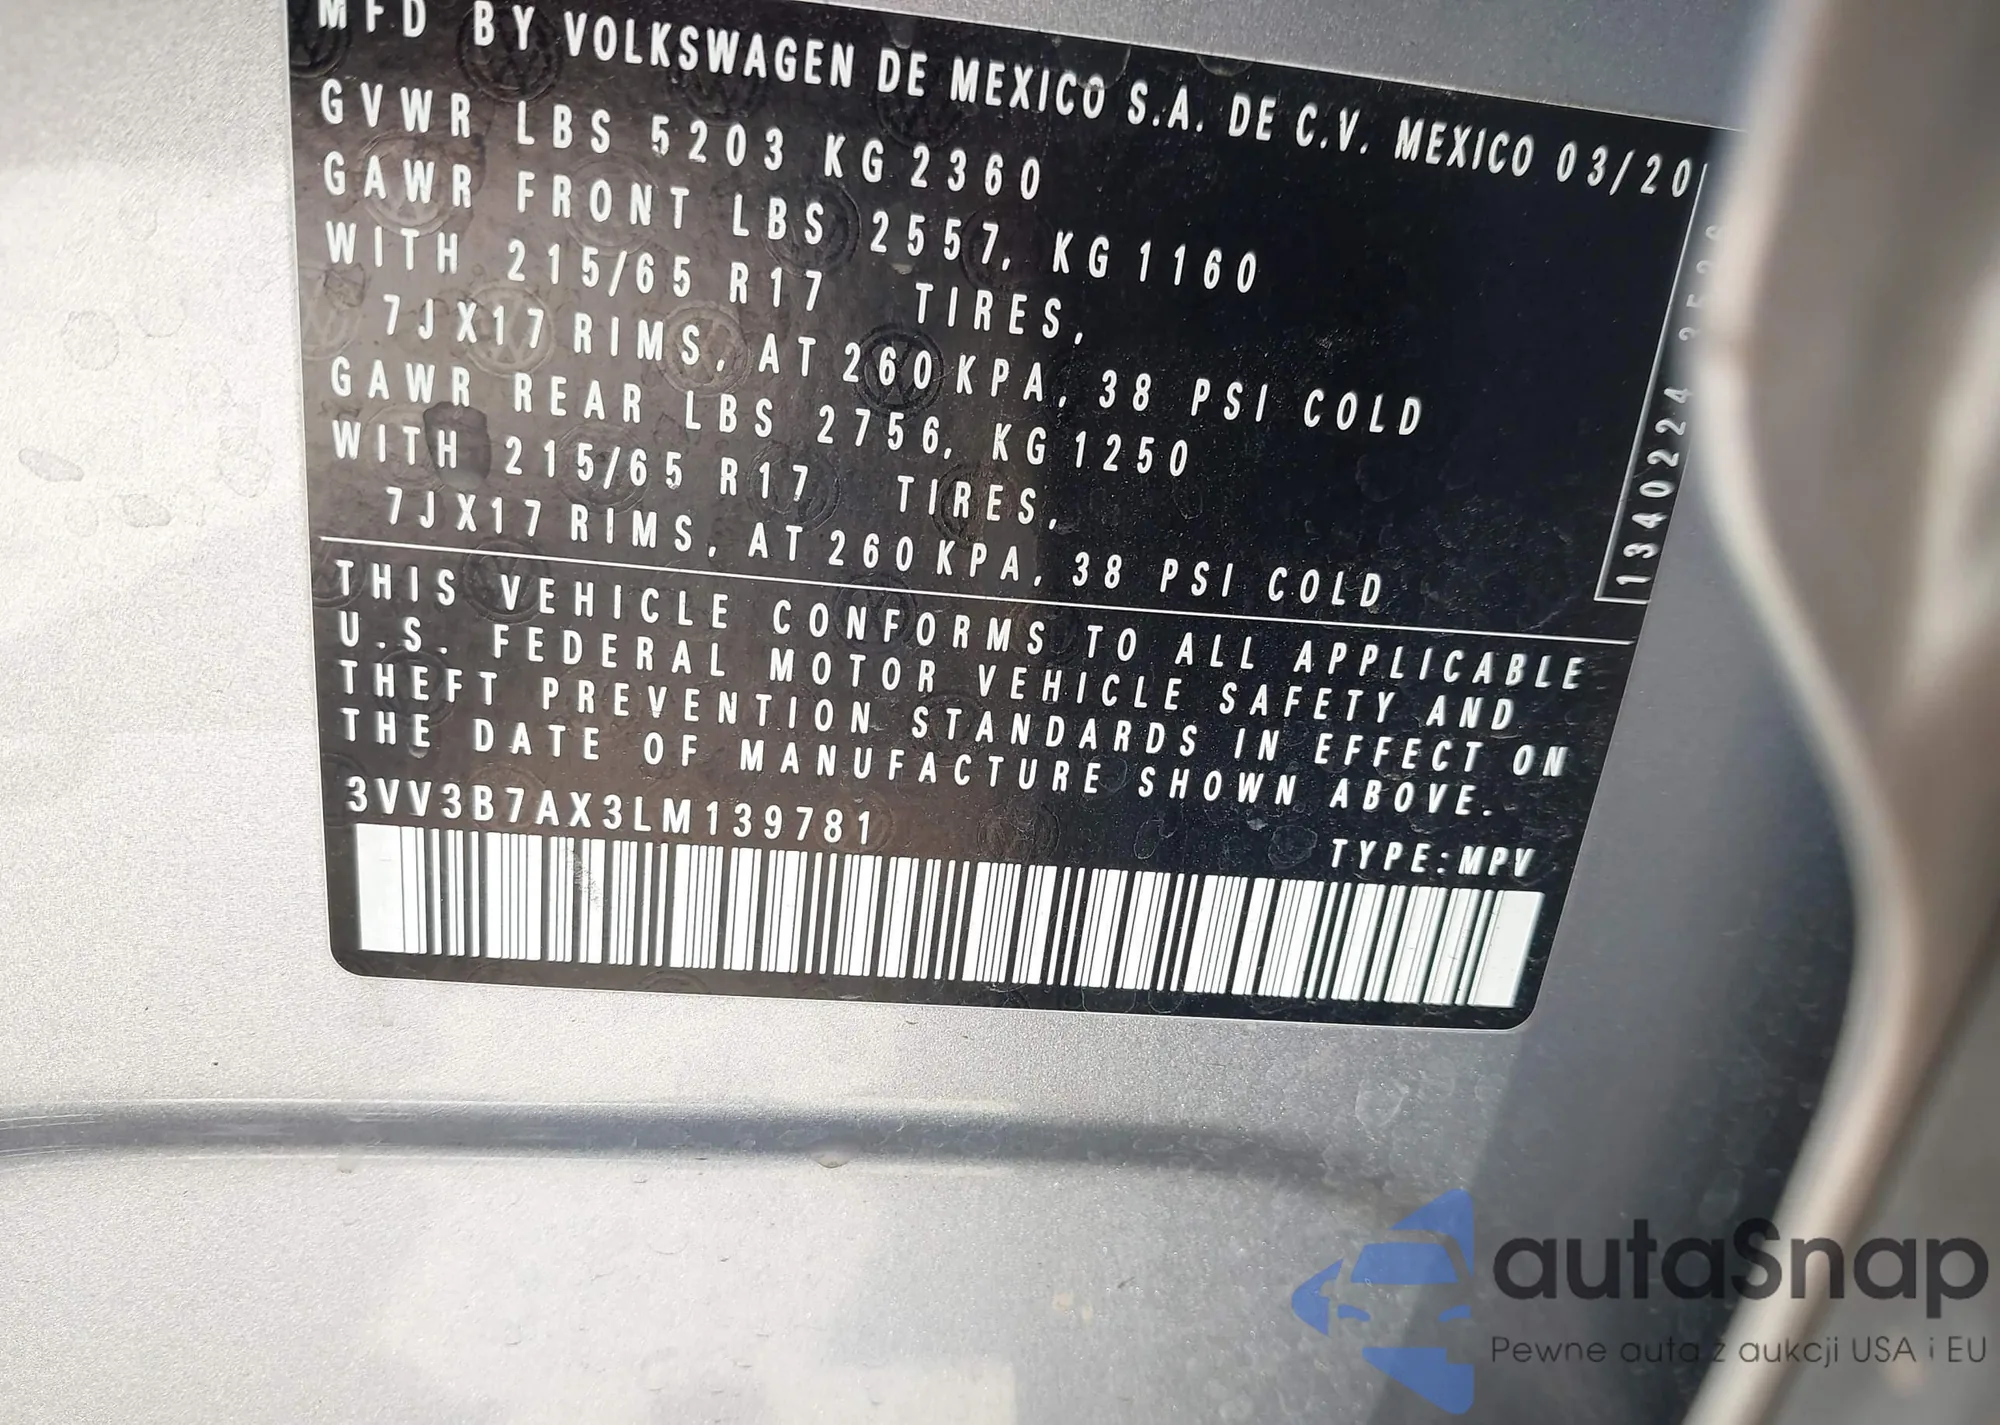 MFD BY VOLKSWAGEN DE MEXICO S.A. DE C.V. MEXICO 03/20
GVWR LBS 5203 KG 2360
GAWR FRONT LBS 2557, KG 1160
WITH 215/65 R17 TIRES,
7JX17 RIMS, AT 260 KPA, 38 PSI COLD
GAWR REAR LBS 2756, KG 1250
WITH 215/65 R17 TIRES,
7JX17 RIMS, AT 260 KPA, 38 PSI COLD
THIS VEHICLE CONFORMS TO ALL APPLICABLE
U.S. FEDERAL MOTOR VEHICLE SAFETY AND
THEFT PREVENTION STANDARDS IN EFFECT ON
THE DATE OF MANUFACTURE SHOWN ABOVE.
3VV3B7AX3LM139781
TYPE:MPV
1340224
autaSnap
Pewne auta z aukcji USA i EU